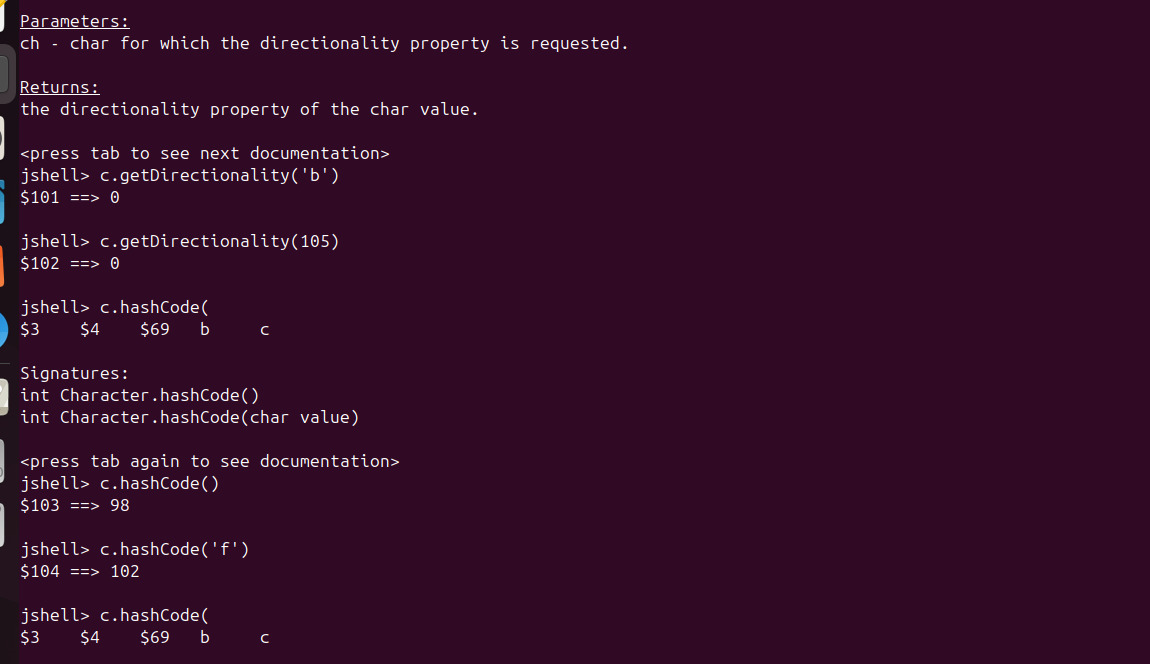 Parameters:
ch - char for which the directionality property is requested.
Returns:
the directionality property of the char value.
<press tab to see next documentation>
jshell> c.getDirectionality('b')
$101 ==> 0
jshell> c.getDirectionality(105)
$102 ==> 0
jshell> c.hashCode(
$3    $4    $69   b     c
Signatures:
int Character.hashCode()
int Character.hashCode(char value)
<press tab again to see documentation>
jshell> c.hashCode()
$103 ==> 98
jshell> c.hashCode('f')
$104 ==> 102
jshell> c.hashCode(
$3    $4    $69   b     c